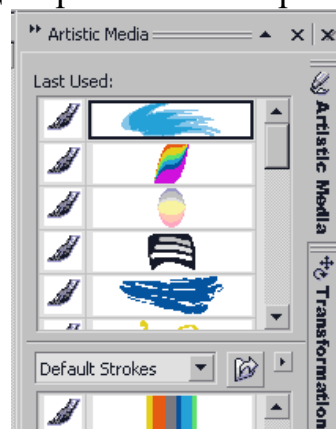 Artistic Media
Last Used:
Default Strokes
Artistic Media
Transformation